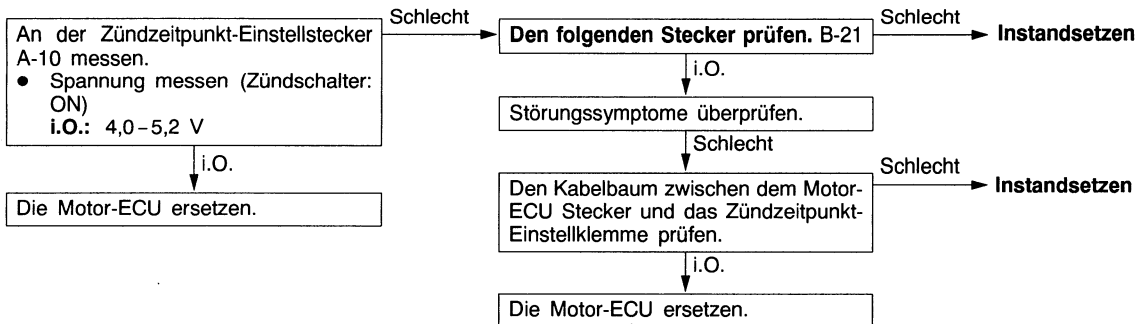 An der Zündzeitpunkt-Einstellstecker
A-10 messen.
● Spannung messen (Zündschalter:
ON)
i.O.: 4,0–5,2 V
i.O.
Die Motor-ECU ersetzen.
Schlecht
Den folgenden Stecker prüfen. B-21
Schlecht
Instandsetzen
i.O.
Störungssymptome überprüfen.
Schlecht
Den Kabelbaum zwischen dem Motor-
ECU Stecker und das Zündzeitpunkt-
Einstellklemme prüfen.
Schlecht
Instandsetzen
i.O.
Die Motor-ECU ersetzen.